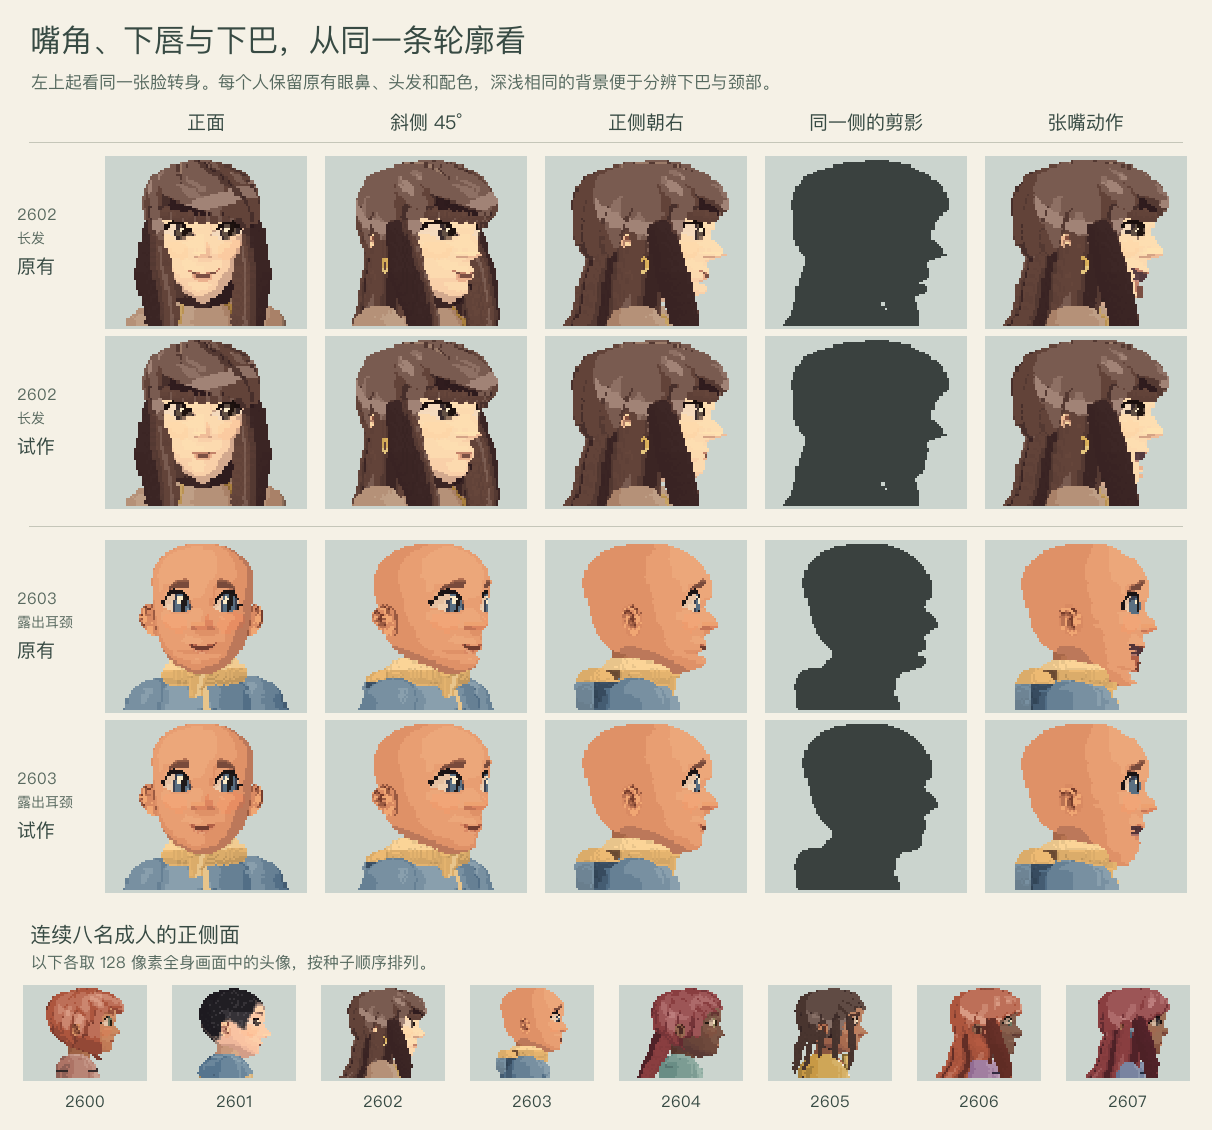 嘴角、下唇与下巴，从同一条轮廓看
左上起看同一张脸转身。每个人保留原有眼鼻、头发和配色，深浅相同的背景便于分辨下巴与颈部。
正面 斜侧 45° 正侧朝右 同一侧的剪影 张嘴动作
2602
长发
原有
2602
长发
试作
2603
露出耳颈
原有
2603
露出耳颈
试作
连续八名成人的正侧面
以下各取 128 像素全身画面中的头像，按种子顺序排列。
2600 2601 2602 2603 2604 2605 2606 2607